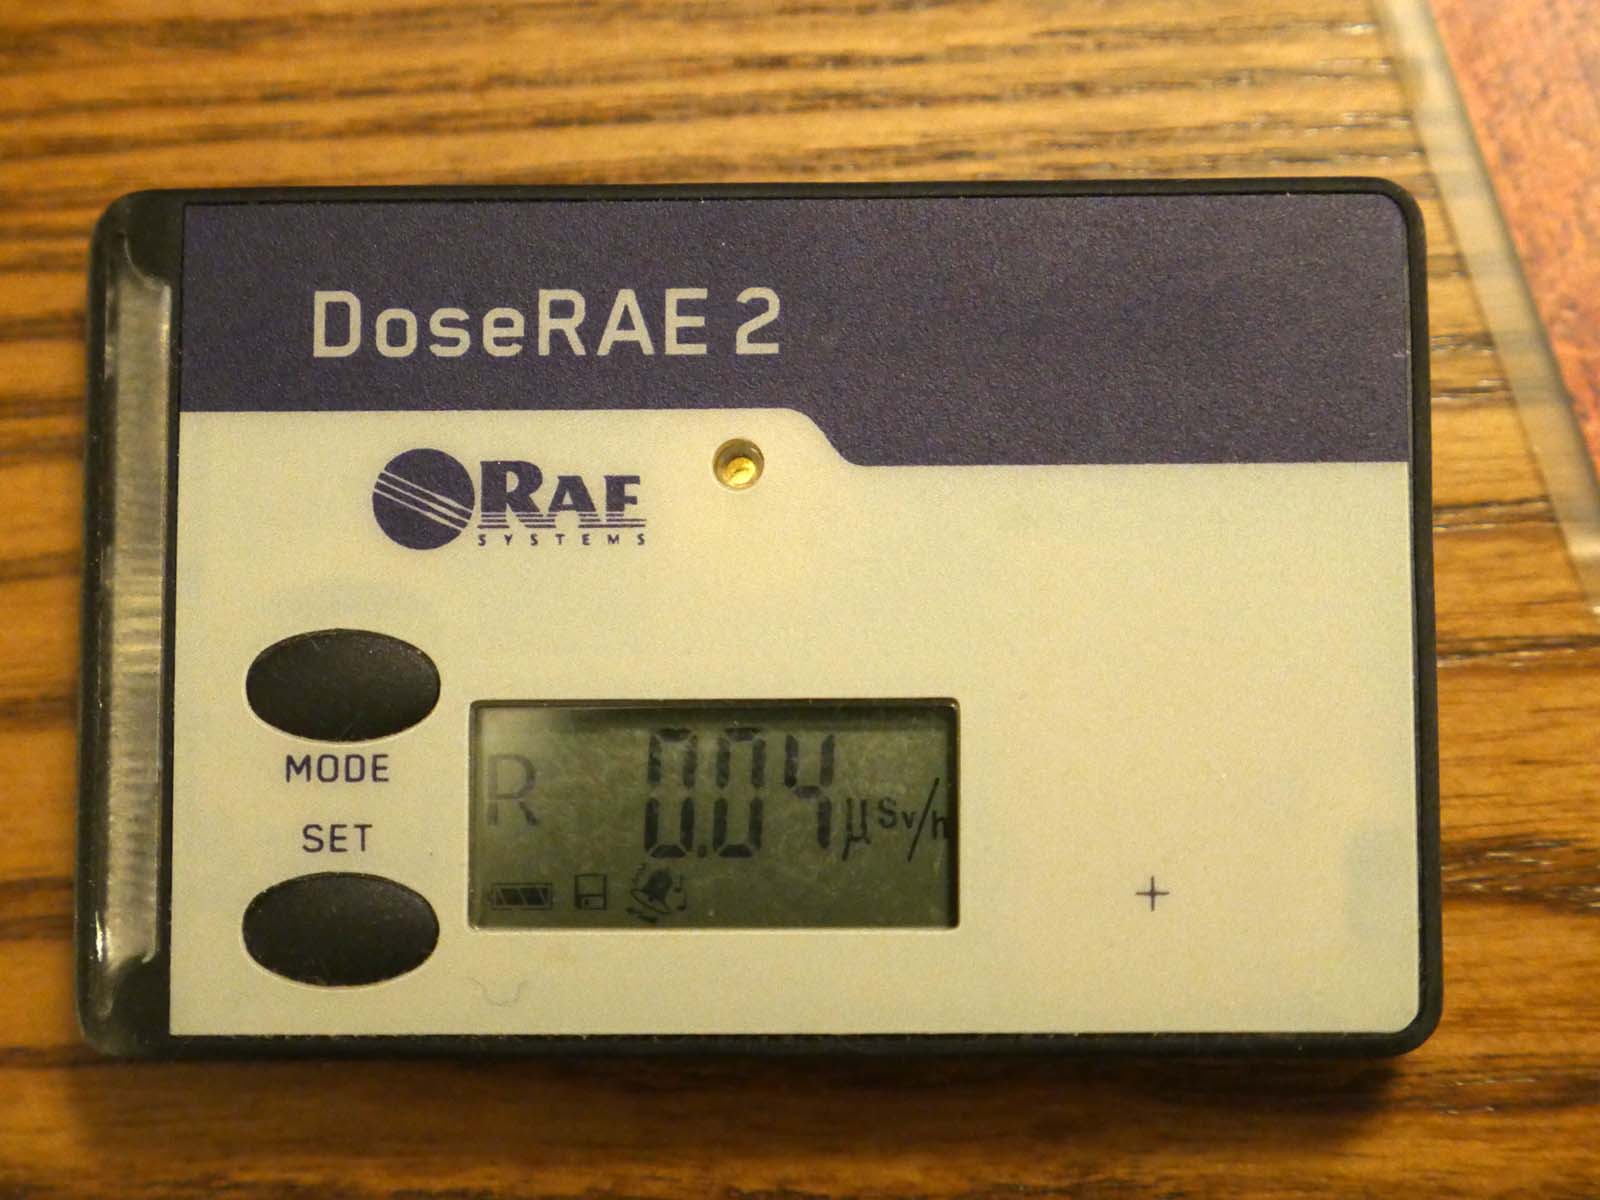 DoseRAE 2
RAE
SYSTEMS
MODE
SET
R 0.04 µSv/h
+